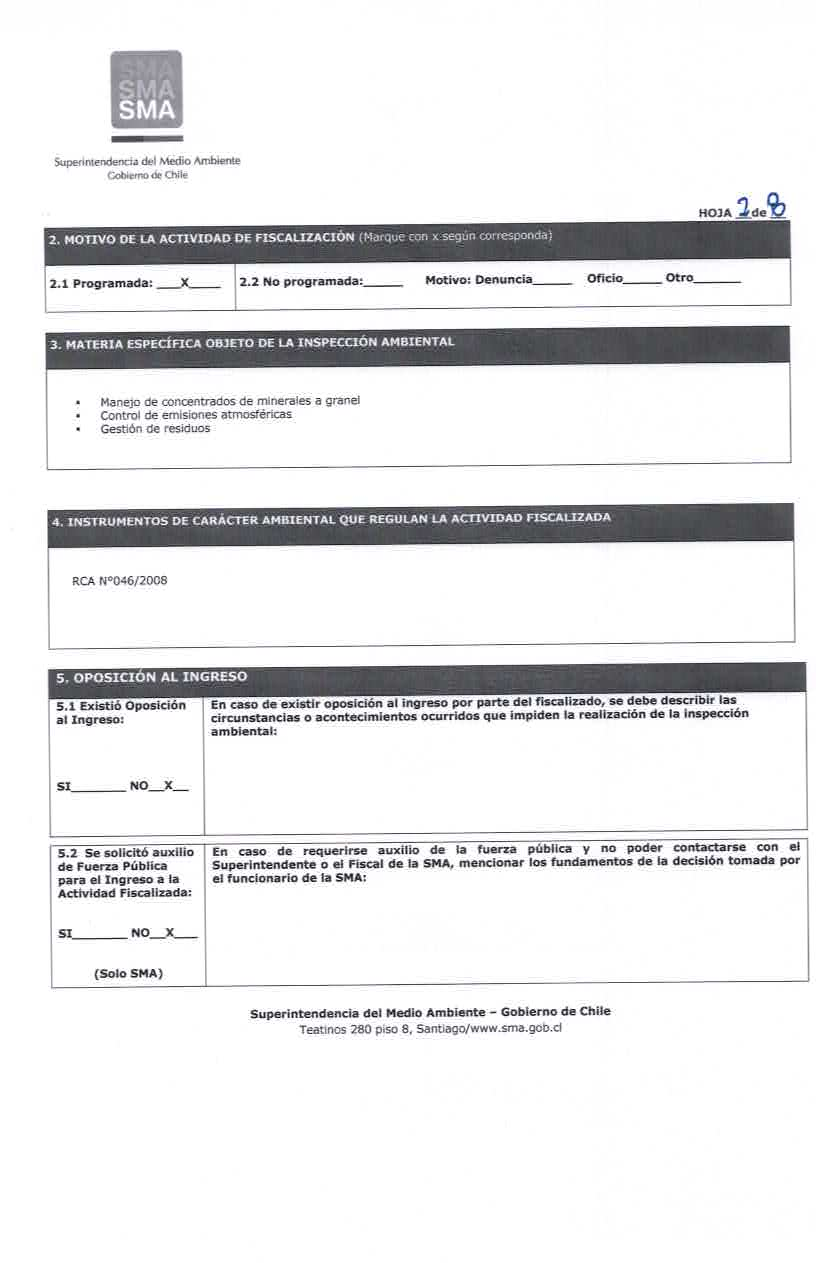 SMA
SMA
SMA
Superintendencia del Medio Ambiente
Gobierno de Chile
HOJA 2 de 8
2. MOTIVO DE LA ACTIVIDAD DE FISCALIZACIÓN (Marque con x según corresponda)
2.1 Programada: ___X_____ 2.2 No programada:______ Motivo: Denuncia______ Oficio______ Otro_______
3. MATERIA ESPECÍFICA OBJETO DE LA INSPECCIÓN AMBIENTAL
• Manejo de concentrados de minerales a granel
• Control de emisiones atmosféricas
• Gestión de residuos
4. INSTRUMENTOS DE CARÁCTER AMBIENTAL QUE REGULAN LA ACTIVIDAD FISCALIZADA
RCA N°046/2008
5. OPOSICIÓN AL INGRESO
5.1 Existió Oposición
al Ingreso:
SI________ NO__X__
En caso de existir oposición al ingreso por parte del fiscalizado, se debe describir las
circunstancias o acontecimientos ocurridos que impiden la realización de la inspección
ambiental:
5.2 Se solicitó auxilio
de Fuerza Pública
para el Ingreso a la
Actividad Fiscalizada:
SI________ NO__X___
(Solo SMA)
En caso de requerirse auxilio de la fuerza pública y no poder contactarse con el
Superintendente o el Fiscal de la SMA, mencionar los fundamentos de la decisión tomada por
el funcionario de la SMA:
Superintendencia del Medio Ambiente – Gobierno de Chile
Teatinos 280 piso 8, Santiago/www.sma.gob.cl